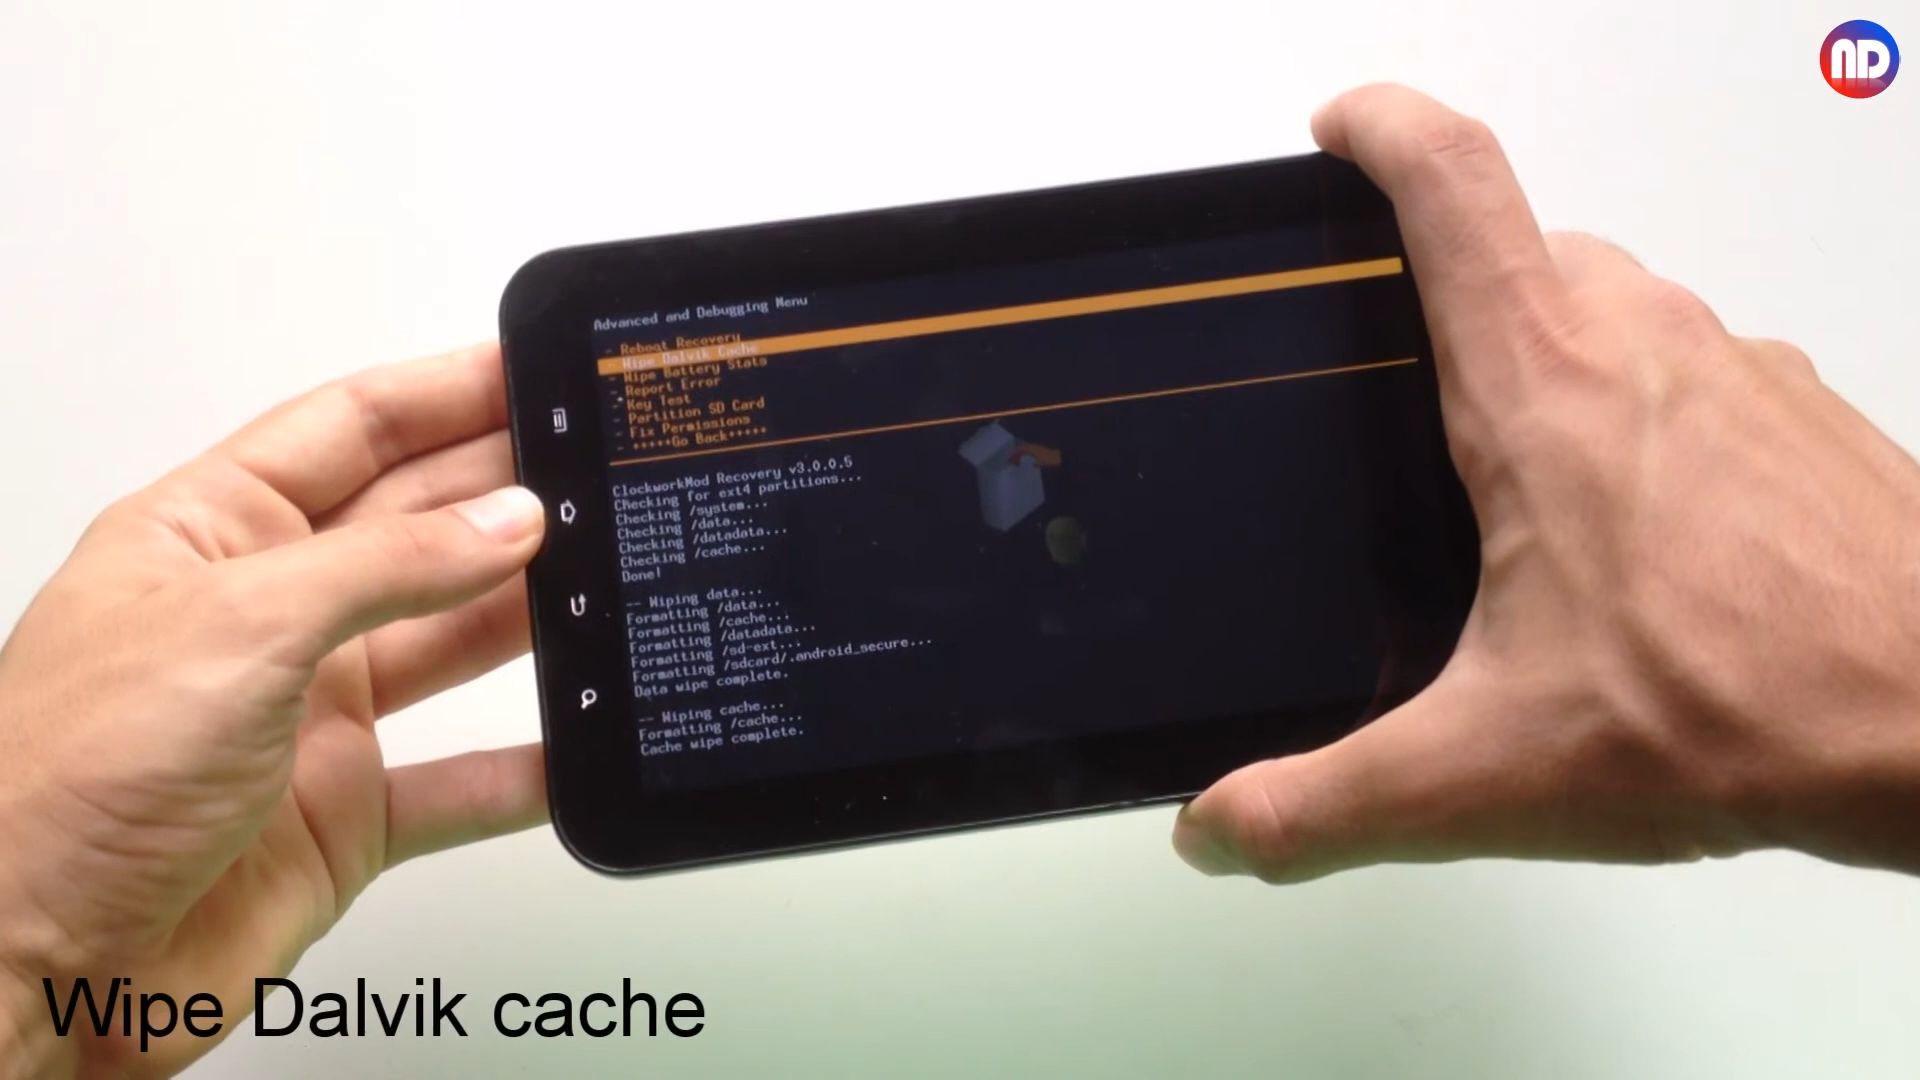 ND
Advanced and Debugging Menu
- Reboot Recovery
- Wipe Dalvik Cache
- Wipe Battery Stats
- Report Error
- Key Test
- Partition SD Card
- Fix Permissions
- +++++Go Back+++++
ClockworkMod Recovery v3.0.0.5
Checking for ext4 partitions...
Checking /system...
Checking /data...
Checking /datadata...
Checking /cache...
Done!
-- Wiping data...
Formatting /data...
Formatting /cache...
Formatting /datadata...
Formatting /sd-ext...
Formatting /sdcard/.android_secure...
Data wipe complete.
-- Wiping cache...
Formatting /cache...
Cache wipe complete.
Wipe Dalvik cache